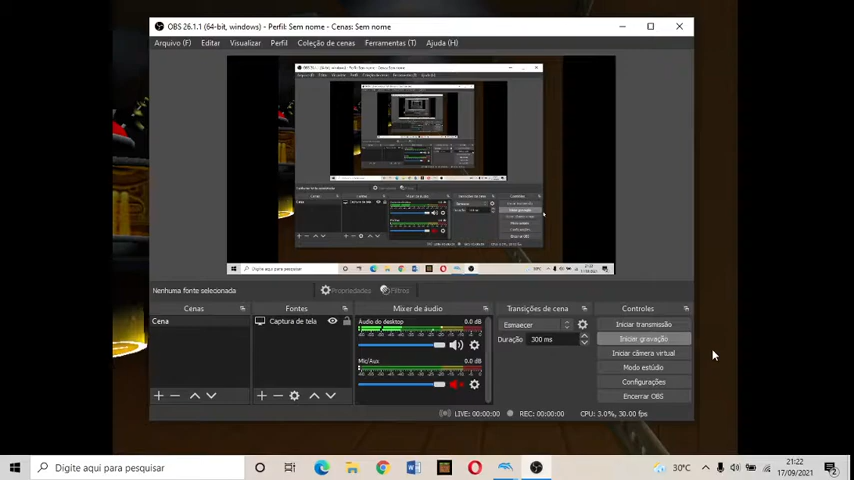 OBS 26.1.1 (64-bit, windows) - Perfil: Sem nome - Cenas: Sem nome
Arquivo (F) Editar Visualizar Perfil Coleção de cenas Ferramentas (T) Ajuda (H)
Nenhuma fonte selecionada Propriedades Filtros
Cenas Fontes Mixer de áudio Transições de cena Controles
Cena
Captura de tela
Audio do desktop 0.0 dB
Mic/Aux 0.0 dB
Esmaecer
Duração 300 ms
Iniciar transmissão
Iniciar gravação
Iniciar câmera virtual
Modo estúdio
Configurações
Encerrar OBS
LIVE: 00:00:00 REC: 00:00:00 CPU: 3.0%, 30.00 fps
Digite aqui para pesquisar
30°C
21:22
17/09/2021
2